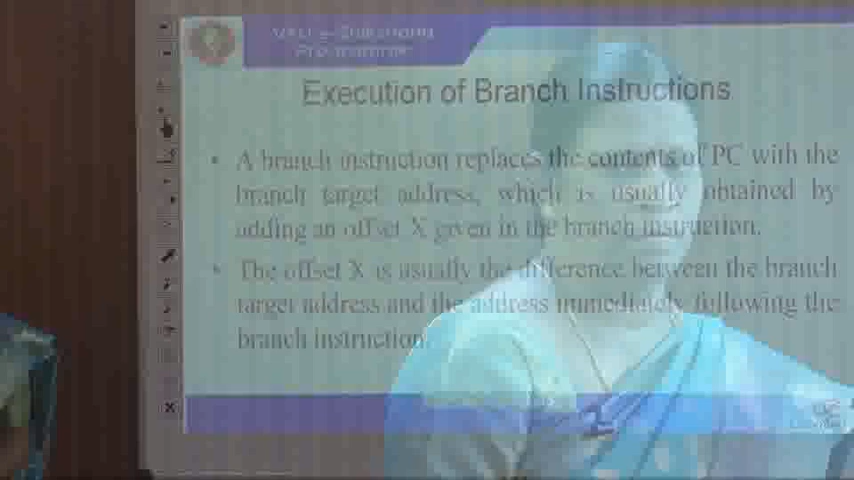 Execution of Branch Instructions
• A branch instruction replaces the contents of PC with the
branch target address, which is usually obtained by
adding an offset X given in the branch instruction.
• The offset X is usually the difference between the branch
target address and the address immediately following the
branch instruction.